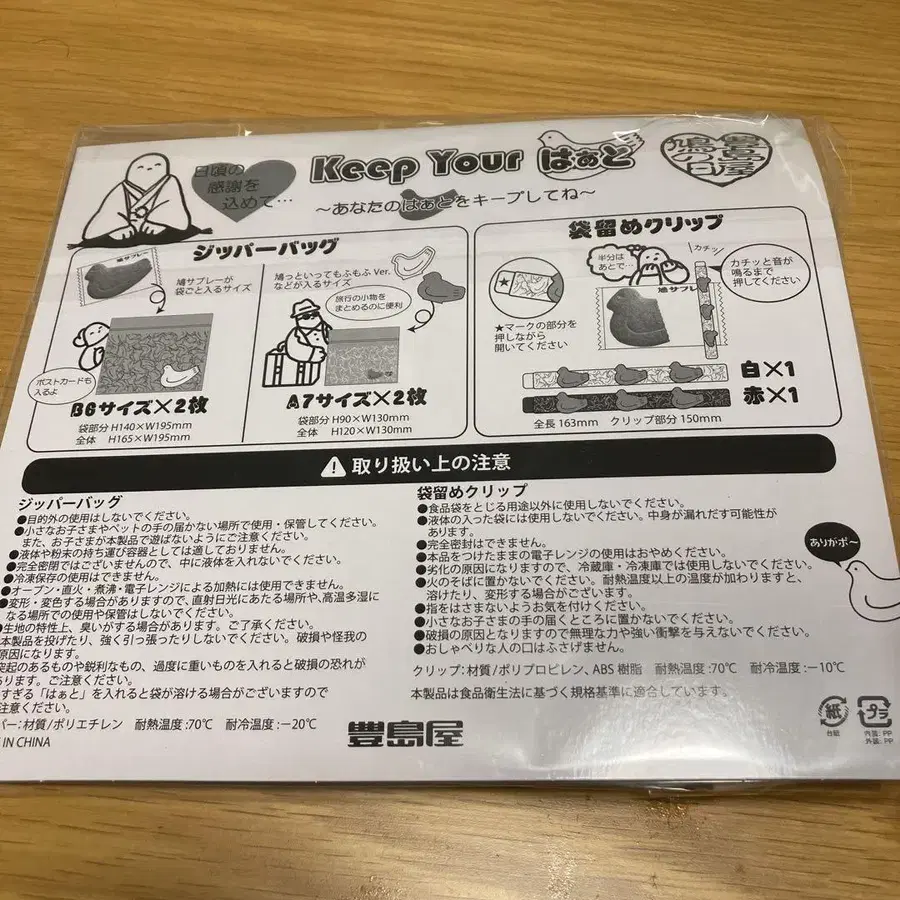 日頃の
感謝を
込めて…
Keep Your はぁと
豊島屋
鳩の日
～あなたのはぁとをキープしてね～
ジッパーバッグ
鳩サブレー
鳩サブレーが
袋ごと入るサイズ
ポストカードも
入るよ
B6サイズ×2枚
袋部分 H140×W195mm
全体 H165×W195mm
鳩っといってもふもふ Ver.
などが入るサイズ
旅行の小物を
まとめるのに便利
A7サイズ×2枚
袋部分 H90×W130mm
全体 H120×W130mm
袋留めクリップ
半分は
あとで…
カチッ
カチッと音が
鳴るまで
押してください
★
鳩サブレー
★マークの部分を
押しながら
開いてください
白×1
赤×1
全長 163mm クリップ部分 150mm
取り扱い上の注意
ジッパーバッグ
●目的外の使用はしないでください。
●小さなお子さまやペットの手の届かない場所で使用・保管してください。
また、お子さまが本製品で遊ばないようにご注意ください。
●液体や粉末の持ち運び容器としては適しておりません。
●完全密閉ではございませんので、中に液体を入れないでください。
●冷凍保存の使用はできません。
●オーブン・直火・煮沸・電子レンジによる加熱には使用できません。
●変形・変色する場合がありますので、直射日光にあたる場所や、高温多湿に
なる場所での使用や保管はしないでください。
●生地の特性上、臭いがする場合があります。ご了承ください。
本製品を投げたり、強く引っ張ったりしないでください。破損や怪我の
原因になります。
突起のあるものや鋭利なもの、過度に重いものを入れると破損の恐れが
あります。ご注意ください。
すぎる「はぁと」を入れると袋が溶ける場合がございますので
注意ください。
パー：材質/ポリエチレン 耐熱温度：70℃ 耐冷温度：－20℃
IN CHINA
袋留めクリップ
●食品袋をとじる用途以外に使用しないでください。
●液体の入った袋には使用しないでください。中身が漏れだす可能性が
あります。
●完全密封はできません。
●本品をつけたままの電子レンジの使用はおやめください。
●劣化の原因になりますので、冷蔵庫・冷凍庫では使用しないでください。
●火のそばに置かないでください。耐熱温度以上の温度が加わりますと、
溶けたり、変形する場合がございます。
●指をはさまないようお気を付けください。
●小さなお子さまの手の届くところに置かないでください。
●破損の原因となりますので無理な力や強い衝撃を与えないでください。
●おしゃべりな人の口はふさげません。
クリップ：材質/ポリプロピレン、ABS 樹脂 耐熱温度：70℃ 耐冷温度：－10℃
本製品は食品衛生法に基づく規格基準に適合しています。
ありがポ～
豊島屋
紙
台紙
プラ
内装：PP
外装：PP